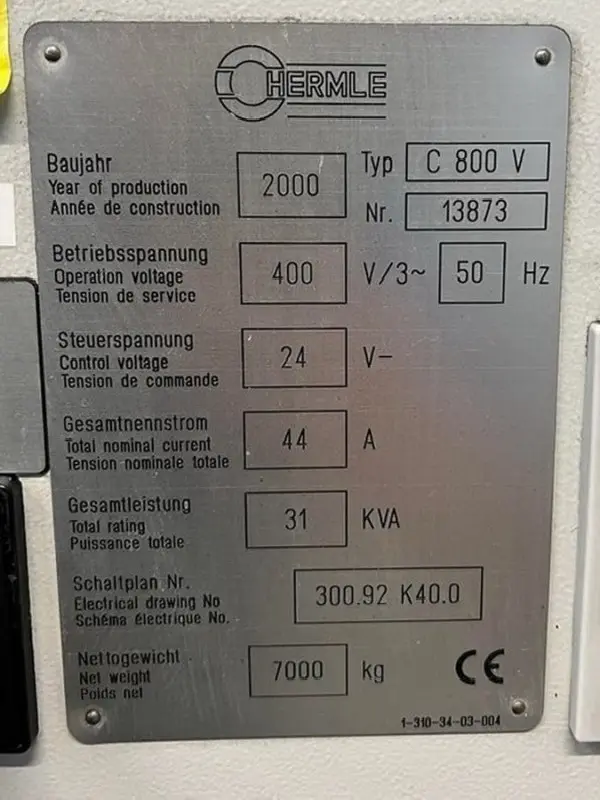 HERMLE
Baujahr
Year of production
Année de construction
2000
Typ C 800 V
Nr. 13873
Betriebsspannung
Operation voltage
Tension de service
400 V/3~ 50 Hz
Steuerspannung
Control voltage
Tension de commande
24 V-
Gesamtnennstrom
Total nominal current
Tension nominale totale
44 A
Gesamtleistung
Total rating
Puissance totale
31 KVA
Schaltplan Nr.
Electrical drawing No
Schéma électrique No.
300.92 K40.0
Nettogewicht
Net weight
Poids net
7000 kg
CE
1-310-34-03-004